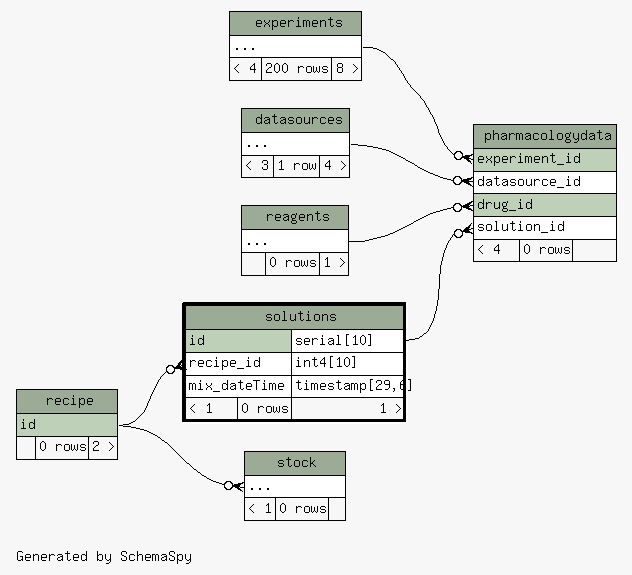 experiments
...
< 4 200 rows 8 >
datasources
...
< 3 1 row 4 >
reagents
...
0 rows 1 >
pharmacologydata
experiment_id
datasource_id
drug_id
solution_id
< 4 0 rows
solutions
id serial[10]
recipe_id int4[10]
mix_dateTime timestamp[29,6]
< 1 0 rows 1 >
recipe
id
0 rows 2 >
stock
...
< 1 0 rows
Generated by SchemaSpy